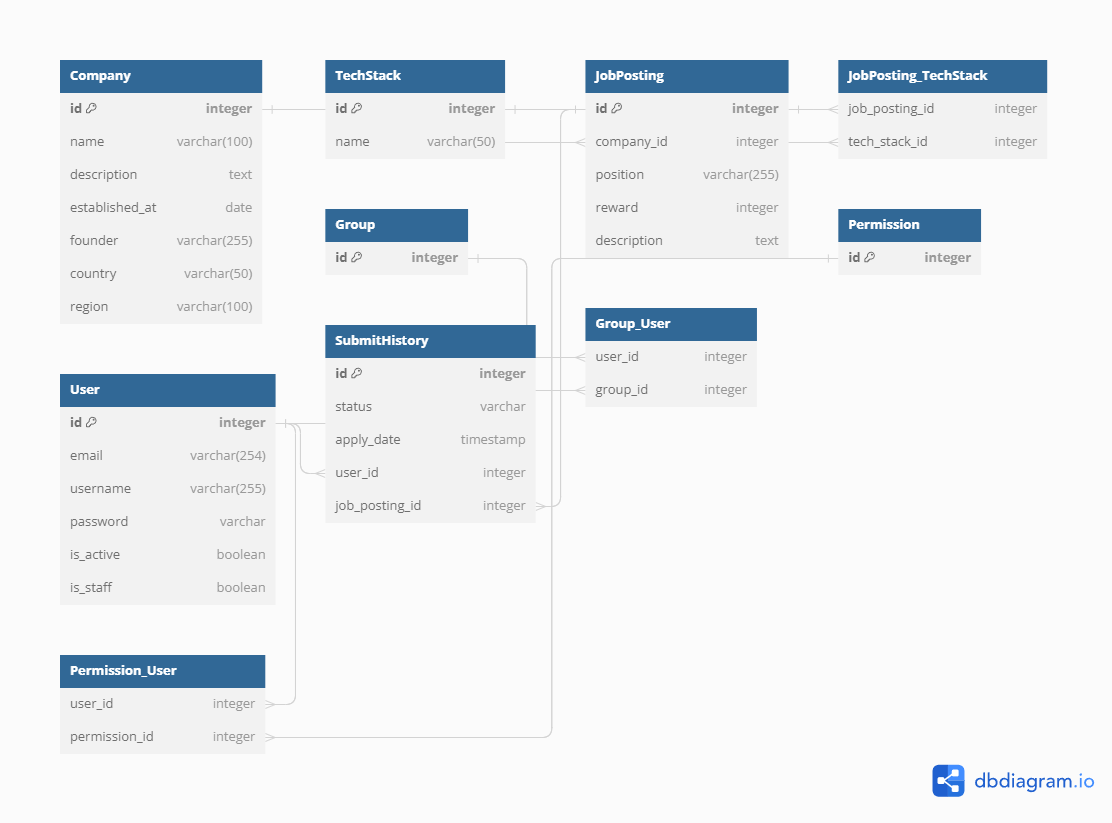 Company
id integer
name varchar(100)
description text
established_at date
founder varchar(255)
country varchar(50)
region varchar(100)
TechStack
id integer
name varchar(50)
JobPosting
id integer
company_id integer
position varchar(255)
reward integer
description text
JobPosting_TechStack
job_posting_id integer
tech_stack_id integer
Group
id integer
Permission
id integer
SubmitHistory
id integer
status varchar
apply_date timestamp
user_id integer
job_posting_id integer
Group_User
user_id integer
group_id integer
User
id integer
email varchar(254)
username varchar(255)
password varchar
is_active boolean
is_staff boolean
Permission_User
user_id integer
permission_id integer
dbdiagram.io